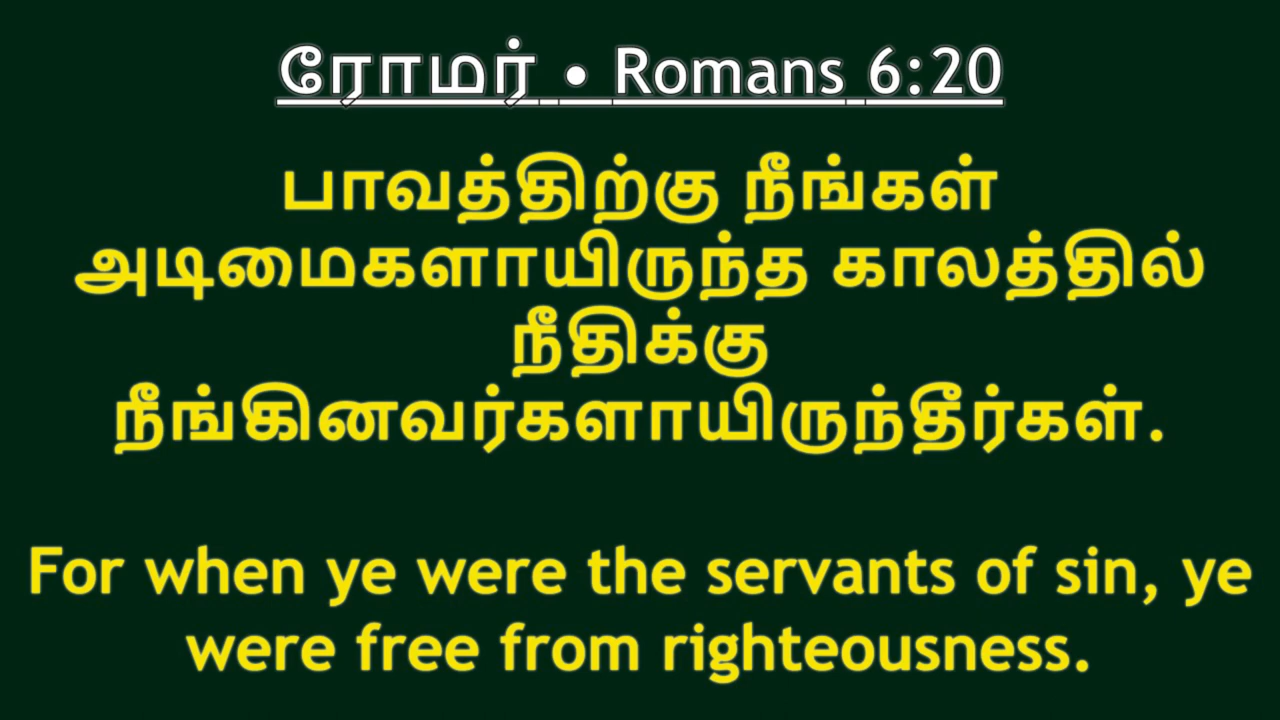 ரோமர் • Romans 6:20
பாவத்திற்கு நீங்கள்
அடிமைகளாயிருந்த காலத்தில்
நீதிக்கு
நீங்கினவர்களாயிருந்தீர்கள்.
For when ye were the servants of sin, ye
were free from righteousness.